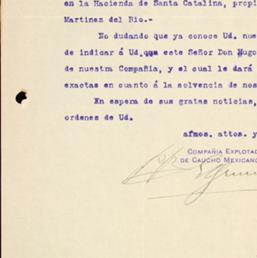 en la Hacienda de Santa Catalina, propi
Martinez del Rio.-
No dudando que ya conoce Ud. nue
de indicar á Ud. que este Señor Don Hugo
de nuestra Compañia, y el cual le dará
exactas en cuanto á la solvencia de nos
En espera de sus gratas noticias,
ordenes de Ud.
afmos. attos. y
COMPAÑIA EXPLOTAD
DE CAUCHO MEXICANO